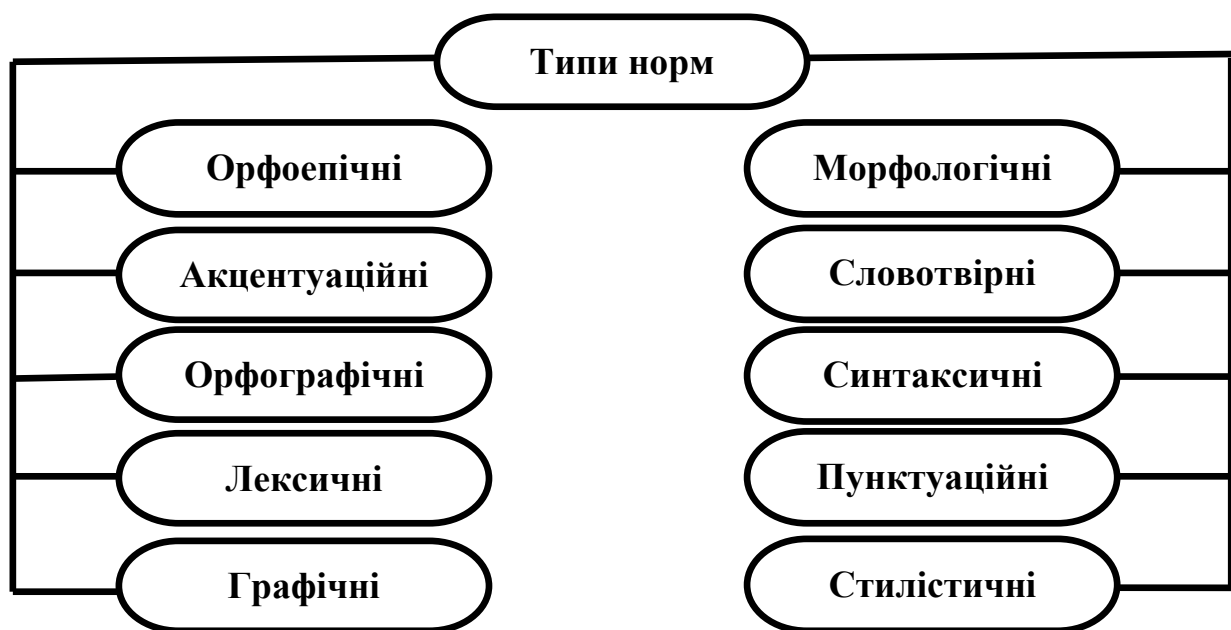 Типи норм
Орфоепічні
Акцентуаційні
Орфографічні
Лексичні
Графічні
Морфологічні
Словотвірні
Синтаксичні
Пунктуаційні
Стилістичні